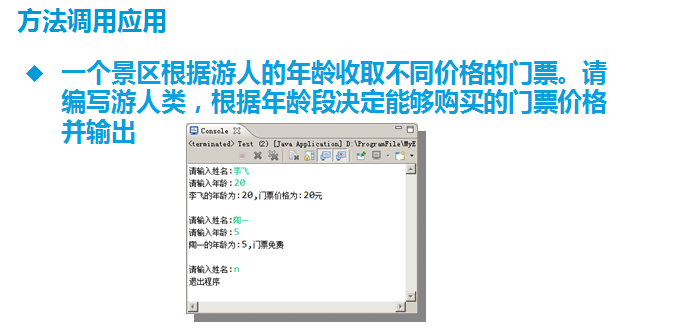 方法调用应用
一个景区根据游人的年龄收取不同价格的门票。请
编写游人类，根据年龄段决定能够购买的门票价格
并输出
Console
<terminated> Test (2) [Java Application] D:\ProgramFile\MyE
请输入姓名:李飞
请输入年龄:20
李飞的年龄为:20,门票价格为:20元
请输入姓名:陶一
请输入年龄:5
陶一的年龄为:5,门票免费
请输入姓名:n
退出程序